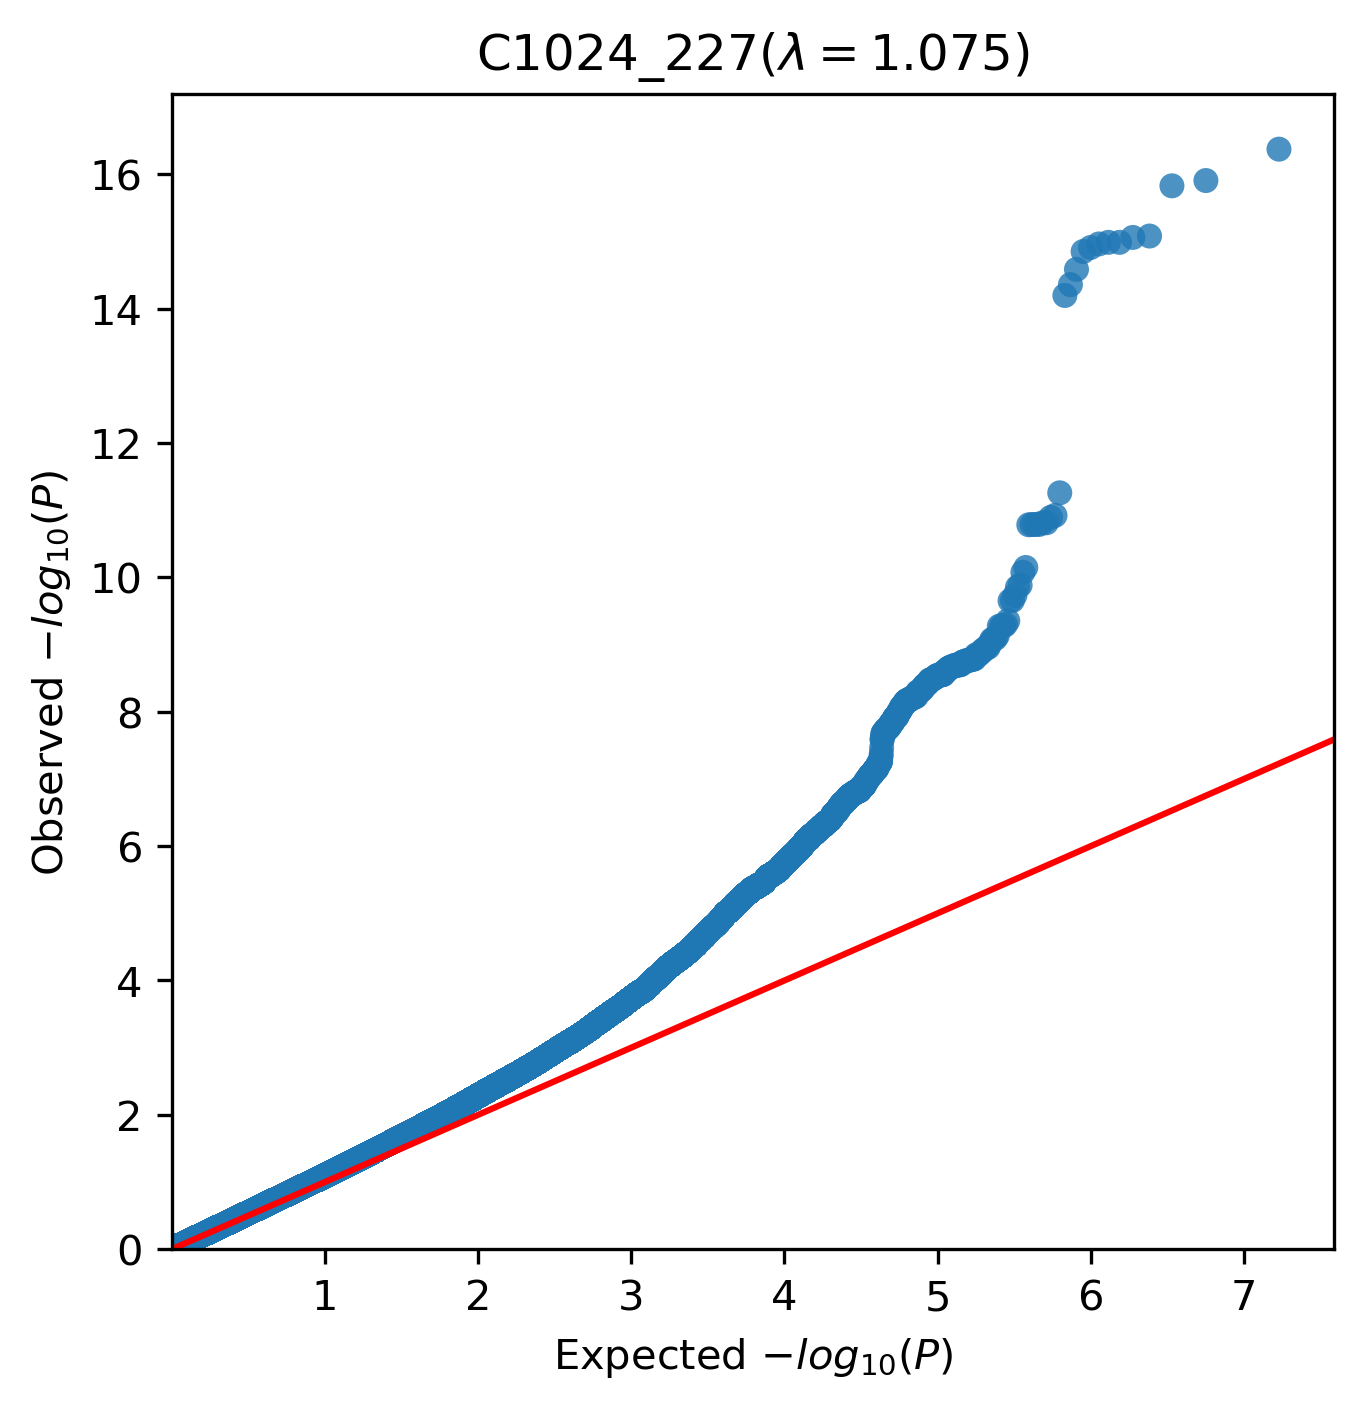 C1024_227(λ = 1.075)
Observed −log₁₀(P)
16
14
12
10
8
6
4
2
0
1 2 3 4 5 6 7
Expected −log₁₀(P)